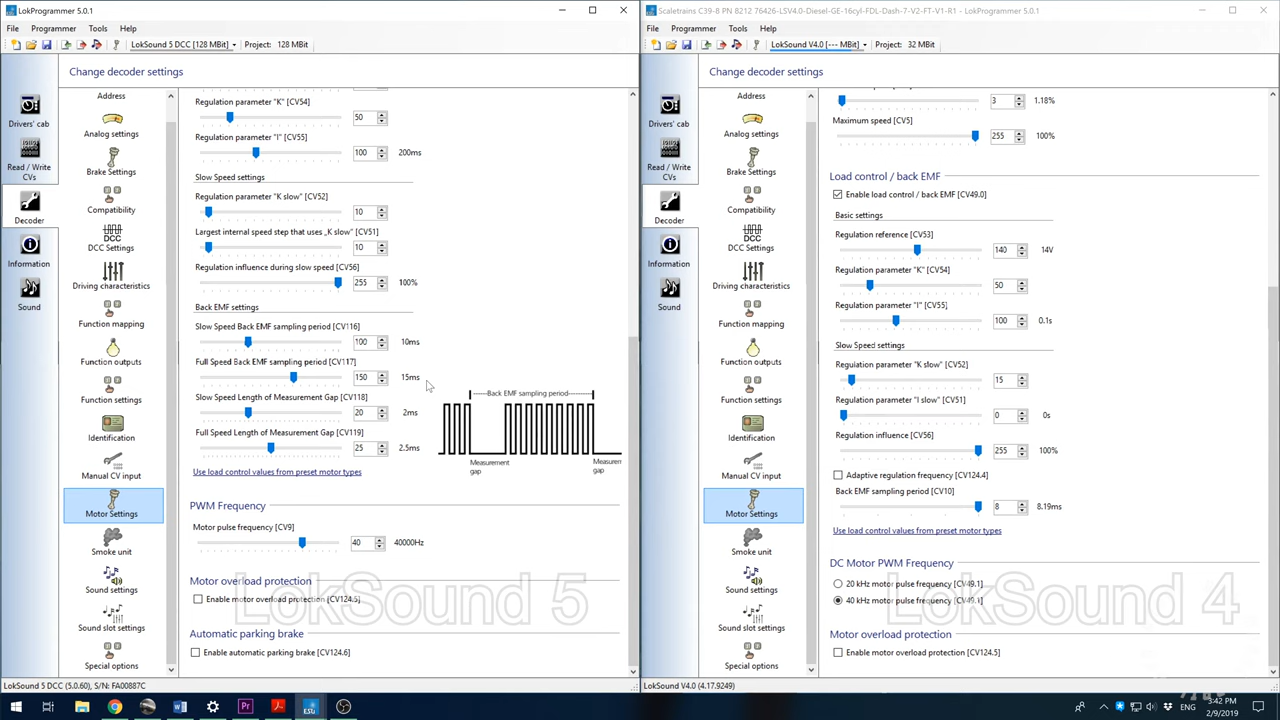 LokProgrammer 5.0.1
File Programmer Tools Help
LokSound 5 DCC [128 MBit] Project: 128 MBit
Change decoder settings
Drivers' cab
Read / Write CVs
Decoder
Information
Sound
Address
Analog settings
Brake Settings
Compatibility
DCC
DCC Settings
Driving characteristics
Function mapping
Function outputs
Function settings
Identification
Manual CV input
Motor Settings
Smoke unit
Sound settings
Sound slot settings
Special options
Regulation parameter "K" [CV54]
50
Regulation parameter "I" [CV55]
100 200ms
Slow Speed settings
Regulation parameter "K slow" [CV52]
10
Largest internal speed step that uses „K slow" [CV51]
10
Regulation influence during slow speed [CV56]
255 100%
Back EMF settings
Slow Speed Back EMF sampling period [CV116]
100 10ms
Full Speed Back EMF sampling period [CV117]
150 15ms
Slow Speed Length of Measurement Gap [CV118]
20 2ms
Full Speed Length of Measurement Gap [CV119]
25 2.5ms
Back EMF sampling period
Measurement gap
Measurem gap
Use load control values from preset motor types
PWM Frequency
Motor pulse frequency [CV9]
40 40000Hz
Motor overload protection
Enable motor overload protection [CV124.5]
LokSound 5
Automatic parking brake
Enable automatic parking brake [CV124.6]
LokSound 5 DCC (5.0.60), S/N: FA00887C
Scaletrains C39-8 PN 8212 76426-LSV4.0-Diesel-GE-16cyl-FDL-Dash-7-V2-FT-V1-R1 - LokProgrammer 5.0.1
File Programmer Tools Help
LokSound V4.0 [--- MBit] Project: 32 MBit
Change decoder settings
Drivers' cab
Read / Write CVs
Decoder
Information
Sound
Address
Analog settings
Brake Settings
Compatibility
DCC
DCC Settings
Driving characteristics
Function mapping
Function outputs
Function settings
Identification
Manual CV input
Motor Settings
Smoke unit
Sound settings
Sound slot settings
Special options
3 1.18%
Maximum speed [CV5]
255 100%
Load control / back EMF
Enable load control / back EMF [CV49.0]
Basic settings
Regulation reference [CV53]
140 14V
Regulation parameter "K" [CV54]
50
Regulation parameter "I" [CV55]
100 0.1s
Slow Speed settings
Regulation parameter "K slow" [CV52]
15
Regulation parameter "I slow" [CV51]
0 0s
Regulation influence [CV56]
255 100%
Adaptive regulation frequency [CV124.4]
Back EMF sampling period [CV10]
8 8.19ms
Use load control values from preset motor types
DC Motor PWM Frequency
20 kHz motor pulse frequency [CV49.1]
40 kHz motor pulse frequency [CV49.1]
LokSound 4
Motor overload protection
Enable motor overload protection [CV124.5]
LokSound V4.0 (4.17.9249)
ENG
3:42 PM
2/9/2019